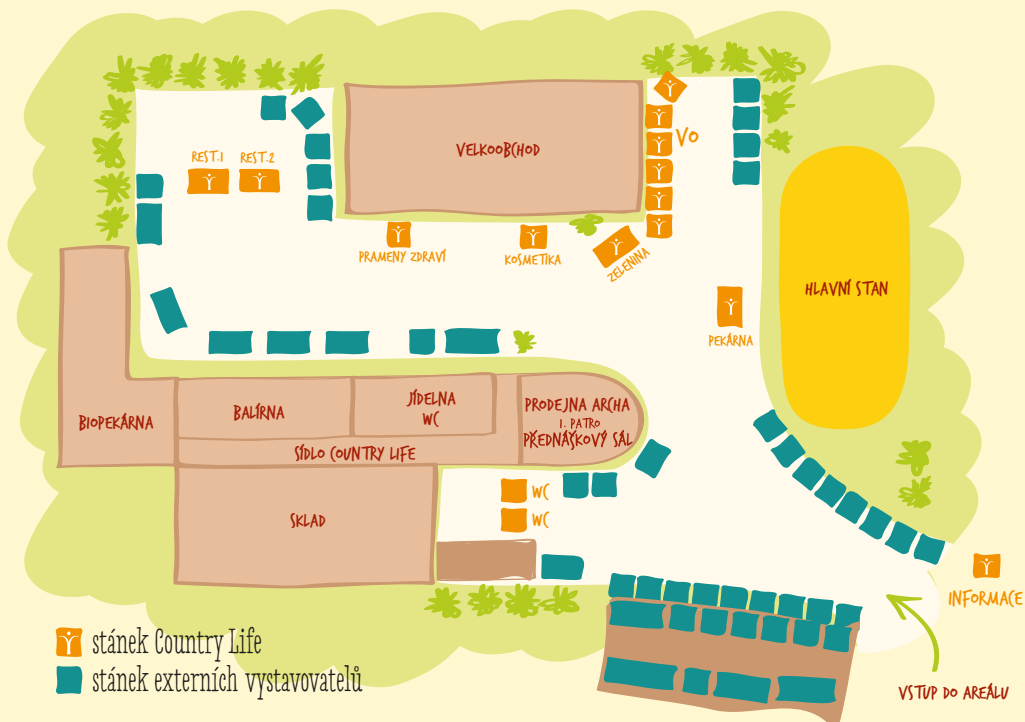 REST.1
REST.2
VELKOOBCHOD
VO
PRAMENY ZDRAVÍ
KOSMETIKA
ZELENINA
HLAVNÍ STAN
PEKÁRNA
BIOPEKÁRNA
BALÍRNA
JÍDELNA
WC
PRODEJNA ARCHA
1. PATRO
PŘEDNÁŠKOVÝ SÁL
SÍDLO COUNTRY LIFE
SKLAD
WC
WC
INFORMACE
stánek Country Life
stánek externích vystavovatelů
VSTUP DO AREÁLU